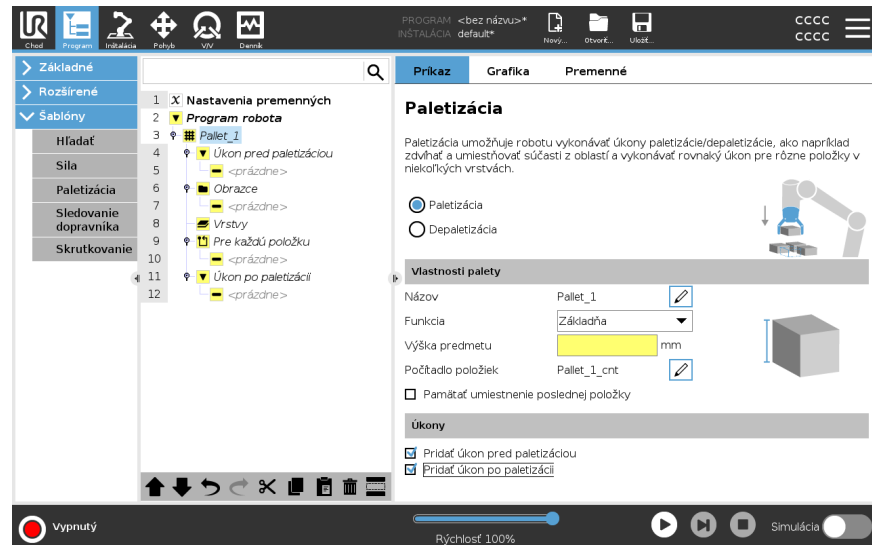 Chod
Program
Inštalácia
Pohyb
V/V
Denník
PROGRAM <bez názvu>*
INŠTALÁCIA default*
Nový...
Otvoriť...
Uložiť...
CCCC
CCCC
Základné
Rozšírené
Šablóny
Hľadať
Sila
Paletizácia
Sledovanie
dopravníka
Skrutkovanie
1 X Nastavenia premenných
2 Program robota
3 Pallet_1
4 Úkon pred paletizáciou
5 <prázdne>
6 Obrazce
7 <prázdne>
8 Vrstvy
9 Pre každú položku
10 <prázdne>
11 Úkon po paletizácii
12 <prázdne>
Príkaz
Grafika
Premenné
Paletizácia
Paletizácia umožňuje robotu vykonávať úkony paletizácie/depaletizácie, ako napríklad
zdvíhať a umiestňovať súčasti z oblastí a vykonávať rovnaký úkon pre rôzne položky v
niekoľkých vrstvách.
Paletizácia
Depaletizácia
Vlastnosti palety
Názov Pallet_1
Funkcia Základňa
Výška predmetu mm
Počítadlo položiek Pallet_1_cnt
Pamätať umiestnenie poslednej položky
Úkony
Pridať úkon pred paletizáciou
Pridať úkon po paletizácii
Vypnutý
Rýchlosť 100%
Simulácia